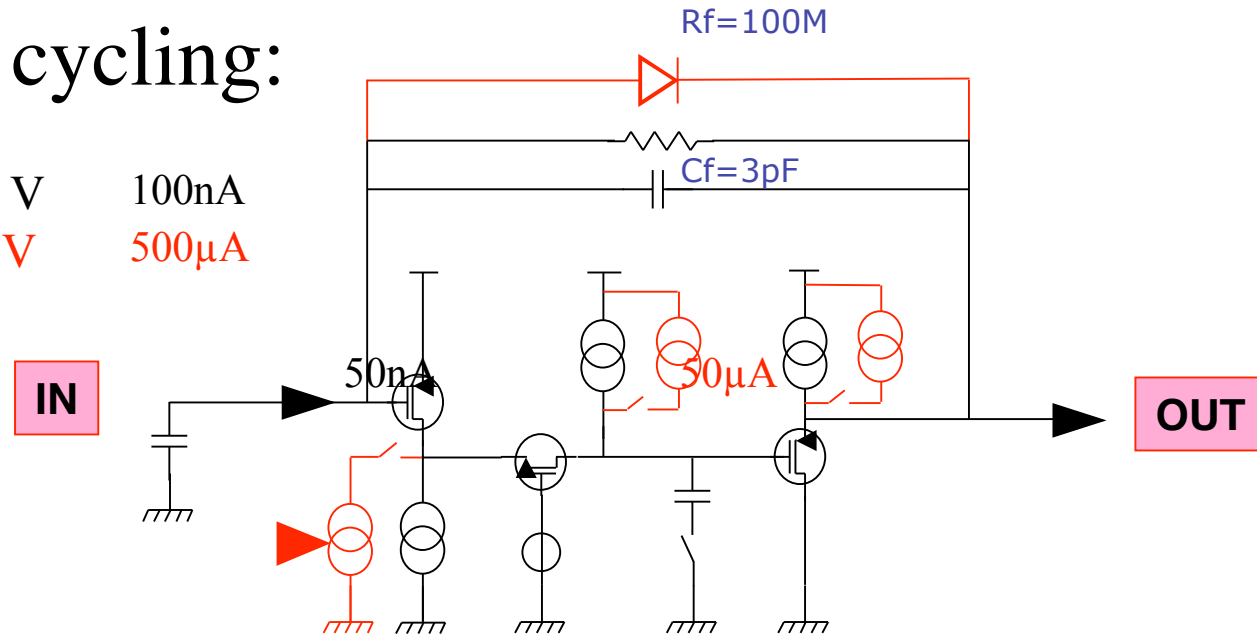 Rf=100M
cycling:
Cf=3pF
V 100nA
V 500µA
50nA
50µA
IN
OUT